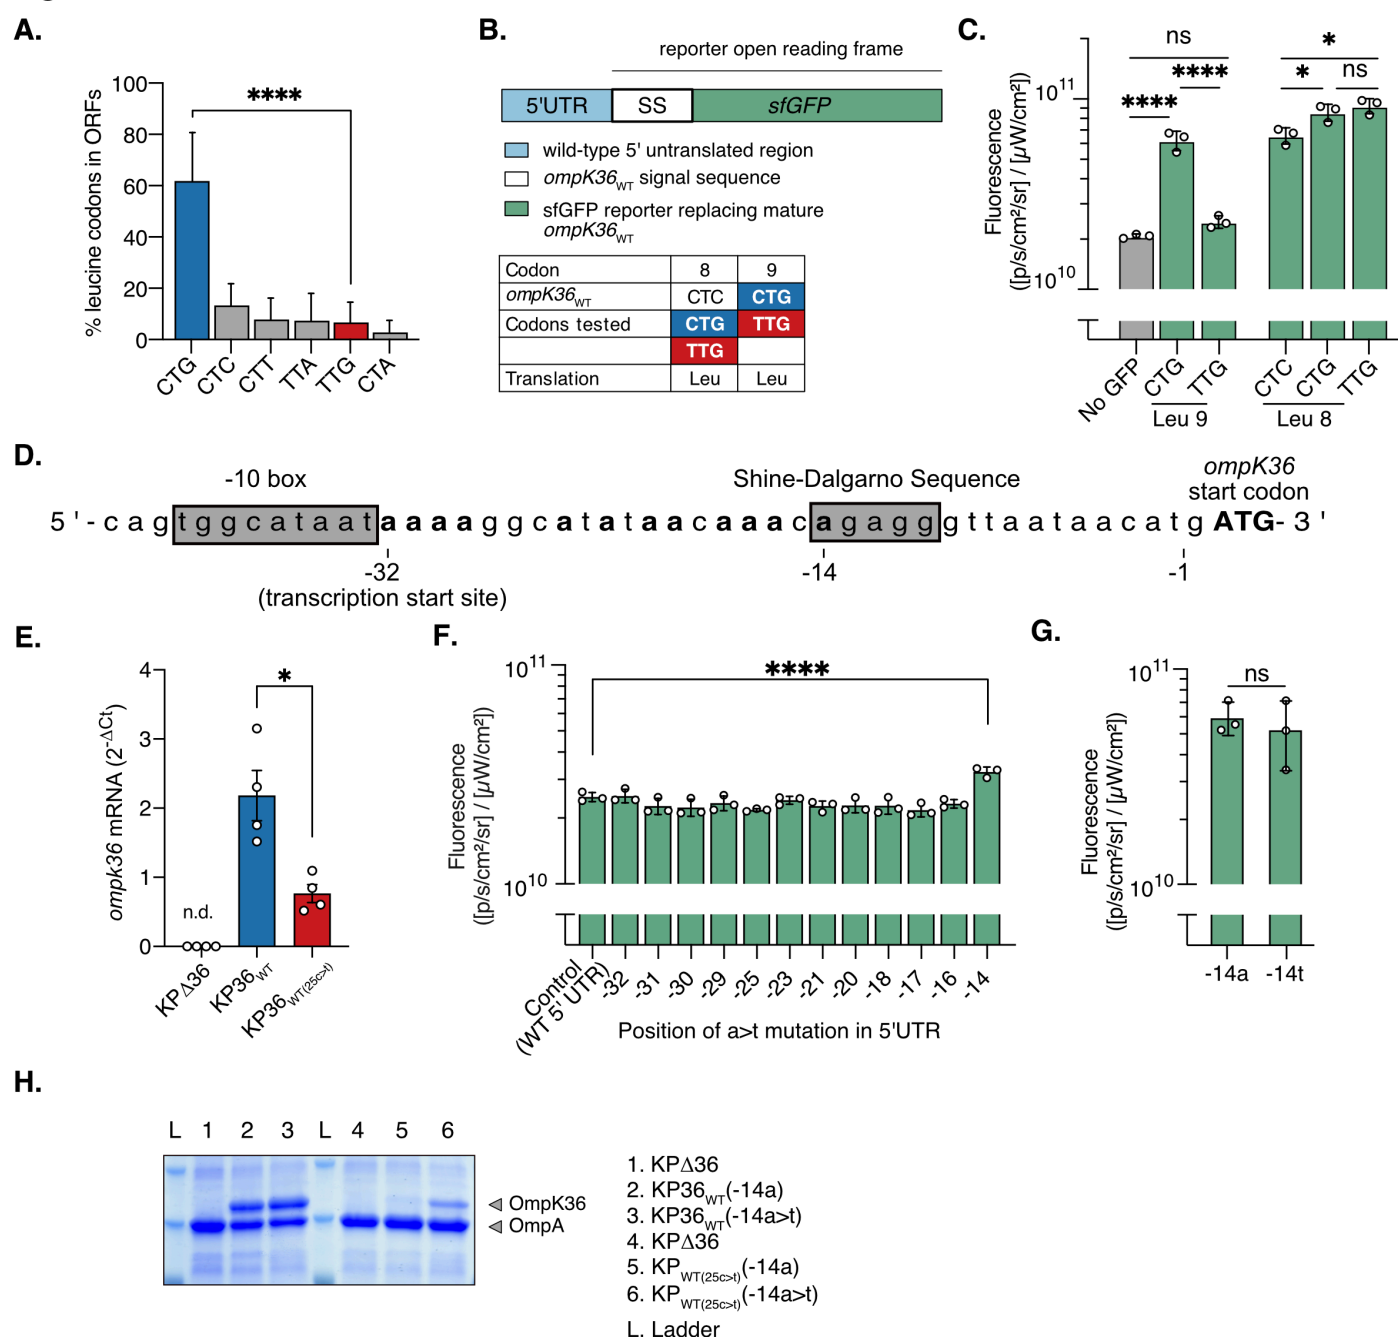 A.
% leucine codons in ORFs
100
80
60
40
20
0
****
CTG
CTC
CTT
TTA
TTG
CTA
B.
reporter open reading frame
5'UTR SS sfGFP
wild-type 5' untranslated region
ompK36WT signal sequence
sfGFP reporter replacing mature
ompK36WT
Codon 8 9
ompK36WT CTC CTG
Codons tested CTG TTG
TTG
Translation Leu Leu
C.
Fluorescence
([p/s/cm²/sr] / [µW/cm²])
10^11
10^10
ns
****
****
*
*
ns
No GFP
CTG
TTG
CTC
CTG
TTG
Leu 9
Leu 8
D.
-10 box
Shine-Dalgarno Sequence
ompK36
start codon
5'-cagtggcataataaaaggcatataacaaacagagggttaataacatg ATG-3'
-32
-14
-1
(transcription start site)
E.
ompk36 mRNA (2^-ΔCt)
4
3
2
1
0
*
n.d.
KPΔ36
KP36WT
KP36WT(25c>t)
F.
Fluorescence
([p/s/cm²/sr] / [µW/cm²])
10^11
10^10
****
Control
(WT 5' UTR)
-32
-31
-30
-29
-25
-23
-21
-20
-18
-17
-16
-14
Position of a>t mutation in 5'UTR
G.
Fluorescence
([p/s/cm²/sr] / [µW/cm²])
10^11
10^10
ns
-14a
-14t
H.
L 1 2 3 L 4 5 6
OmpK36
OmpA
1. KPΔ36
2. KP36WT(-14a)
3. KP36WT(-14a>t)
4. KPΔ36
5. KPWT(25c>t)(-14a)
6. KPWT(25c>t)(-14a>t)
L. Ladder